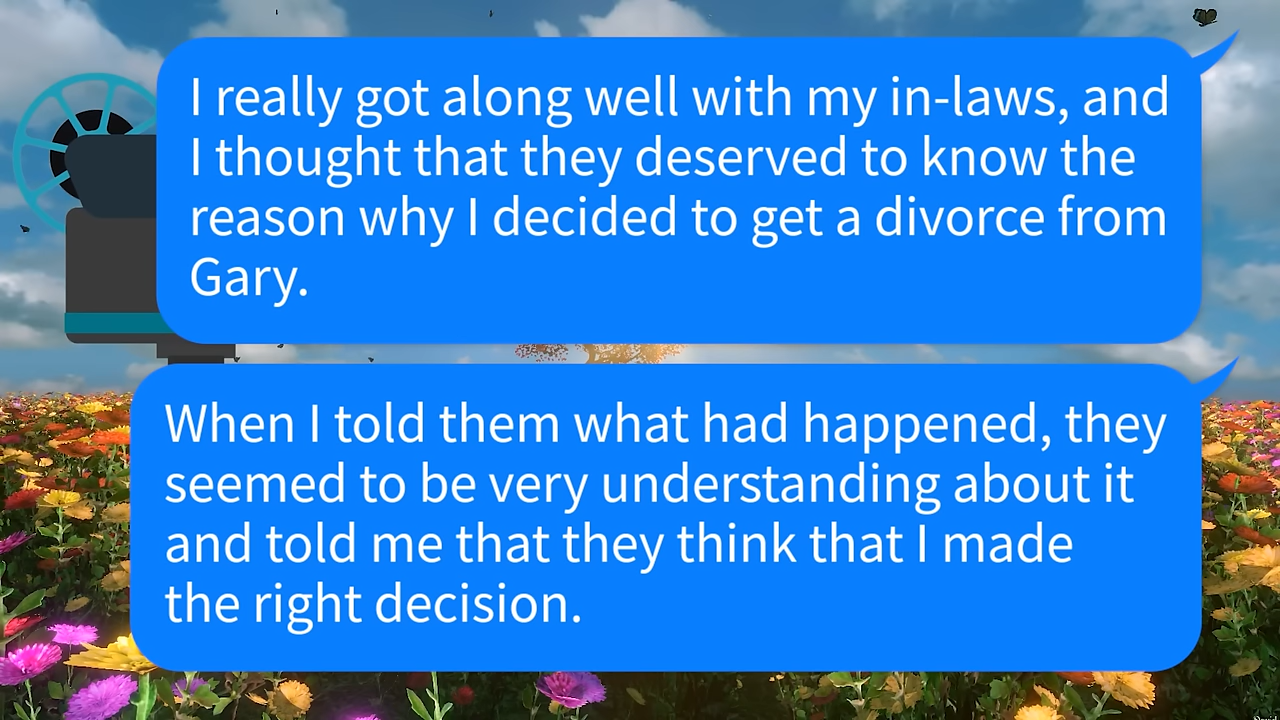 I really got along well with my in-laws, and
I thought that they deserved to know the
reason why I decided to get a divorce from
Gary.
When I told them what had happened, they
seemed to be very understanding about it
and told me that they think that I made
the right decision.